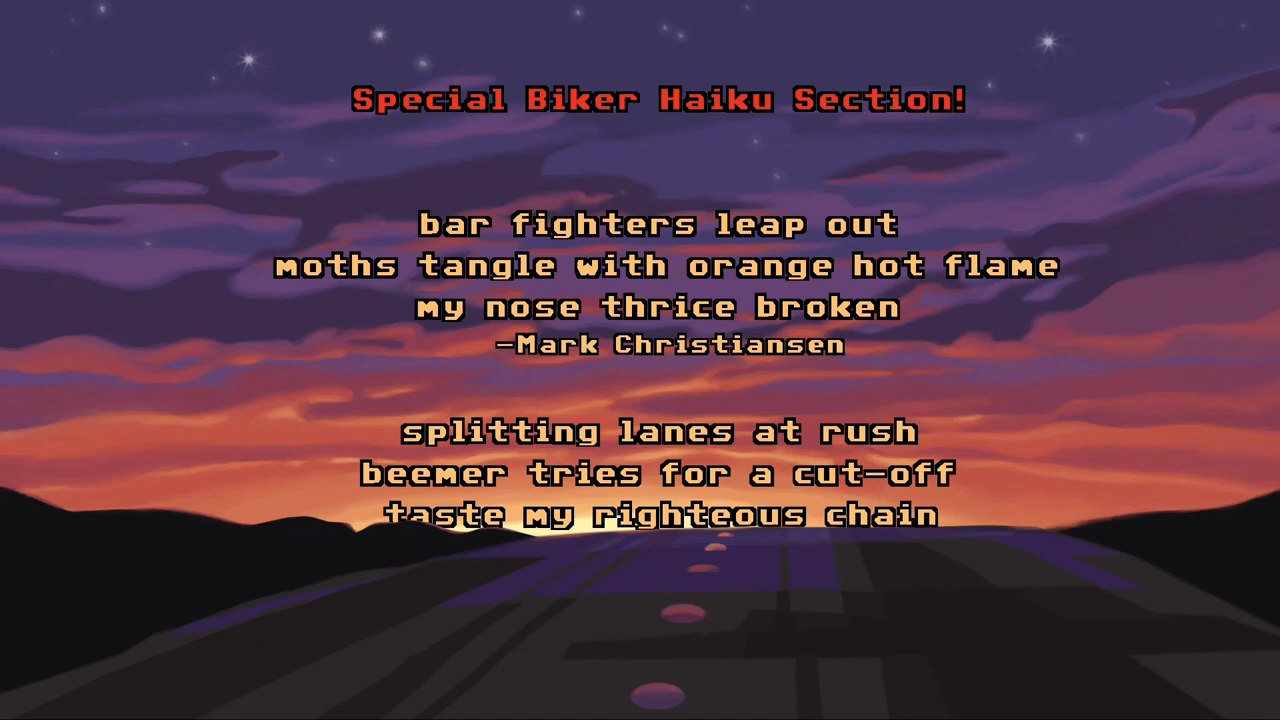 Special Biker Haiku Section!
bar fighters leap out
moths tangle with orange hot flame
my nose thrice broken
-Mark Christiansen
splitting lanes at rush
beemer tries for a cut-off
taste my righteous chain